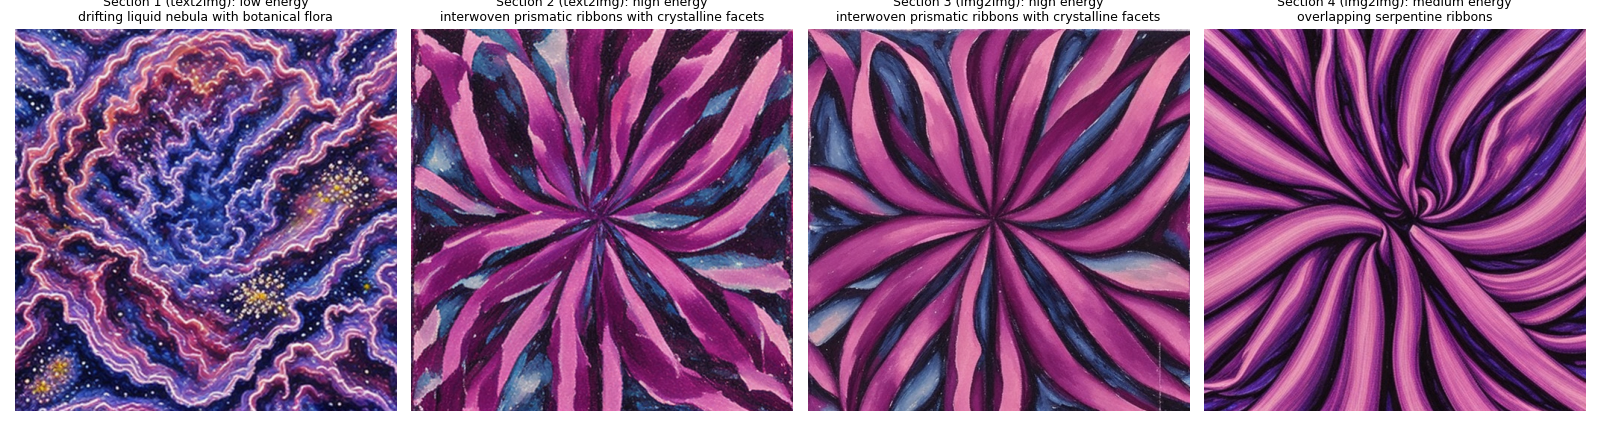 Section 1 (text2img): low energy
drifting liquid nebula with botanical flora
Section 2 (text2img): high energy
interwoven prismatic ribbons with crystalline facets
Section 3 (img2img): high energy
interwoven prismatic ribbons with crystalline facets
Section 4 (img2img): medium energy
overlapping serpentine ribbons